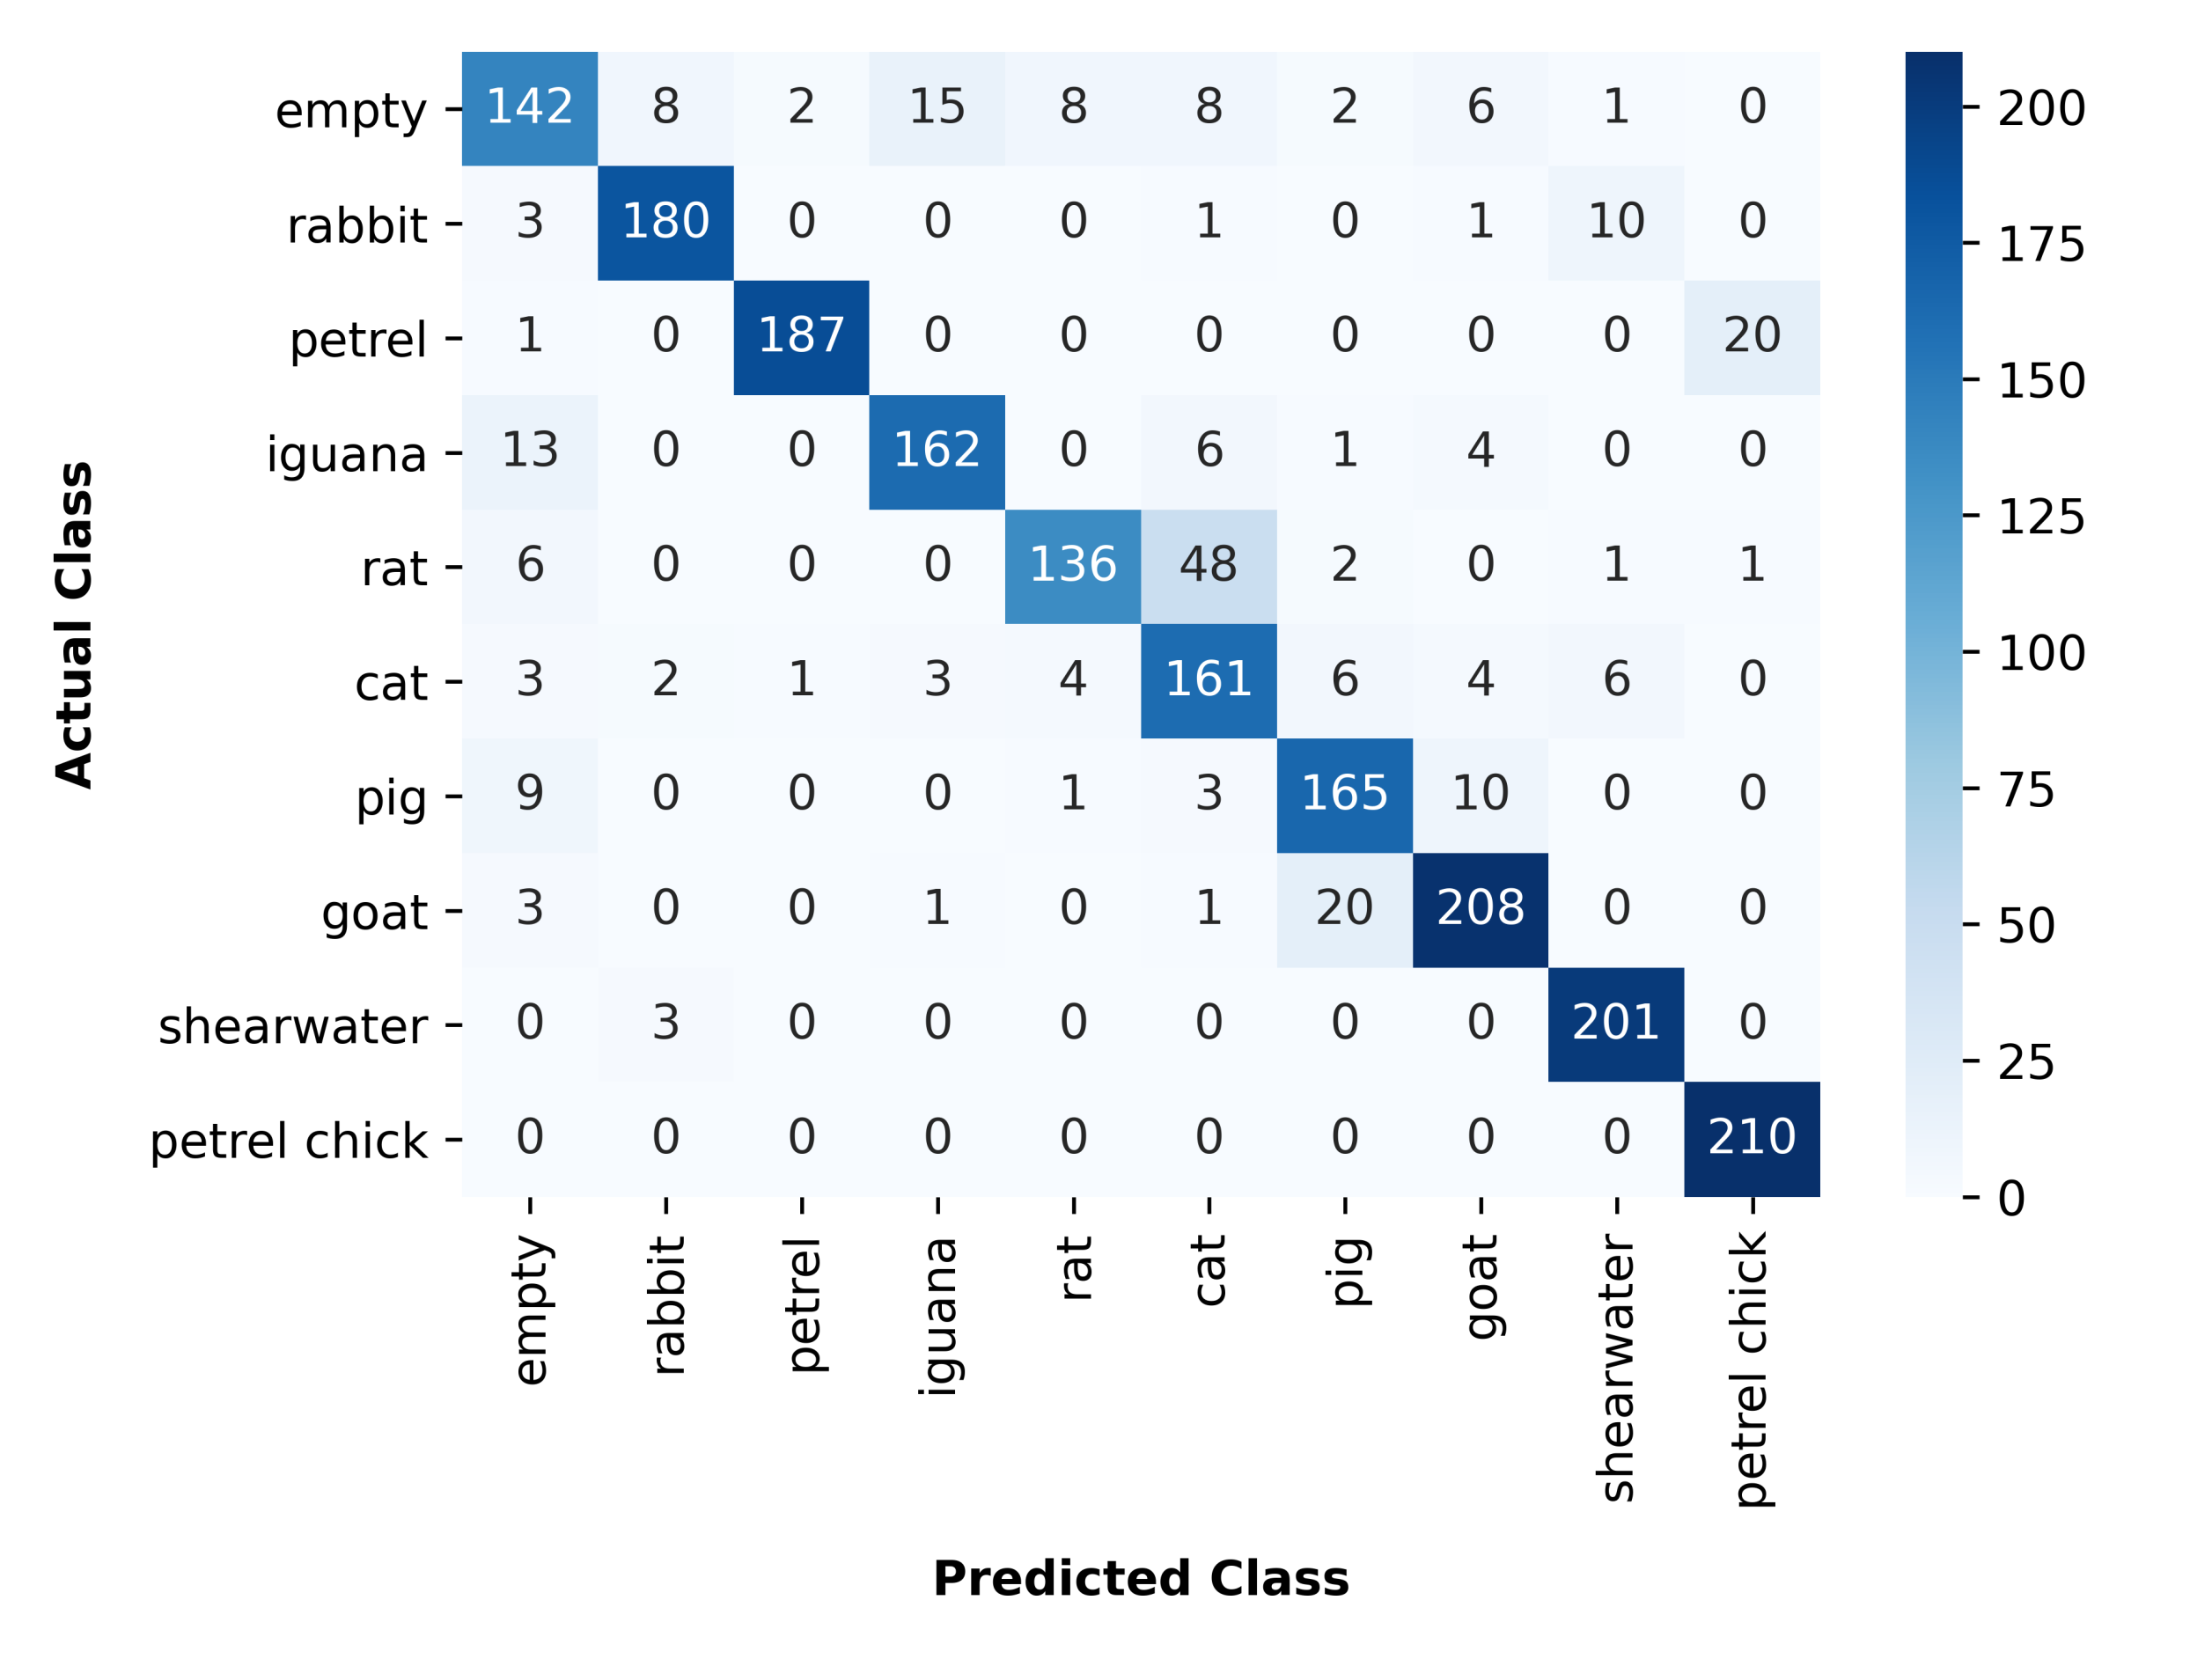 empty 142 8 2 15 8 8 2 6 1 0
rabbit 3 180 0 0 0 1 0 1 10 0
petrel 1 0 187 0 0 0 0 0 0 20
iguana 13 0 0 162 0 6 1 4 0 0
rat 6 0 0 0 136 48 2 0 1 1
cat 3 2 1 3 4 161 6 4 6 0
pig 9 0 0 0 1 3 165 10 0 0
goat 3 0 0 1 0 1 20 208 0 0
shearwater 0 3 0 0 0 0 0 0 201 0
petrel chick 0 0 0 0 0 0 0 0 0 210
empty rabbit petrel iguana rat cat pig goat shearwater petrel chick
Actual Class
Predicted Class
200
175
150
125
100
75
50
25
0